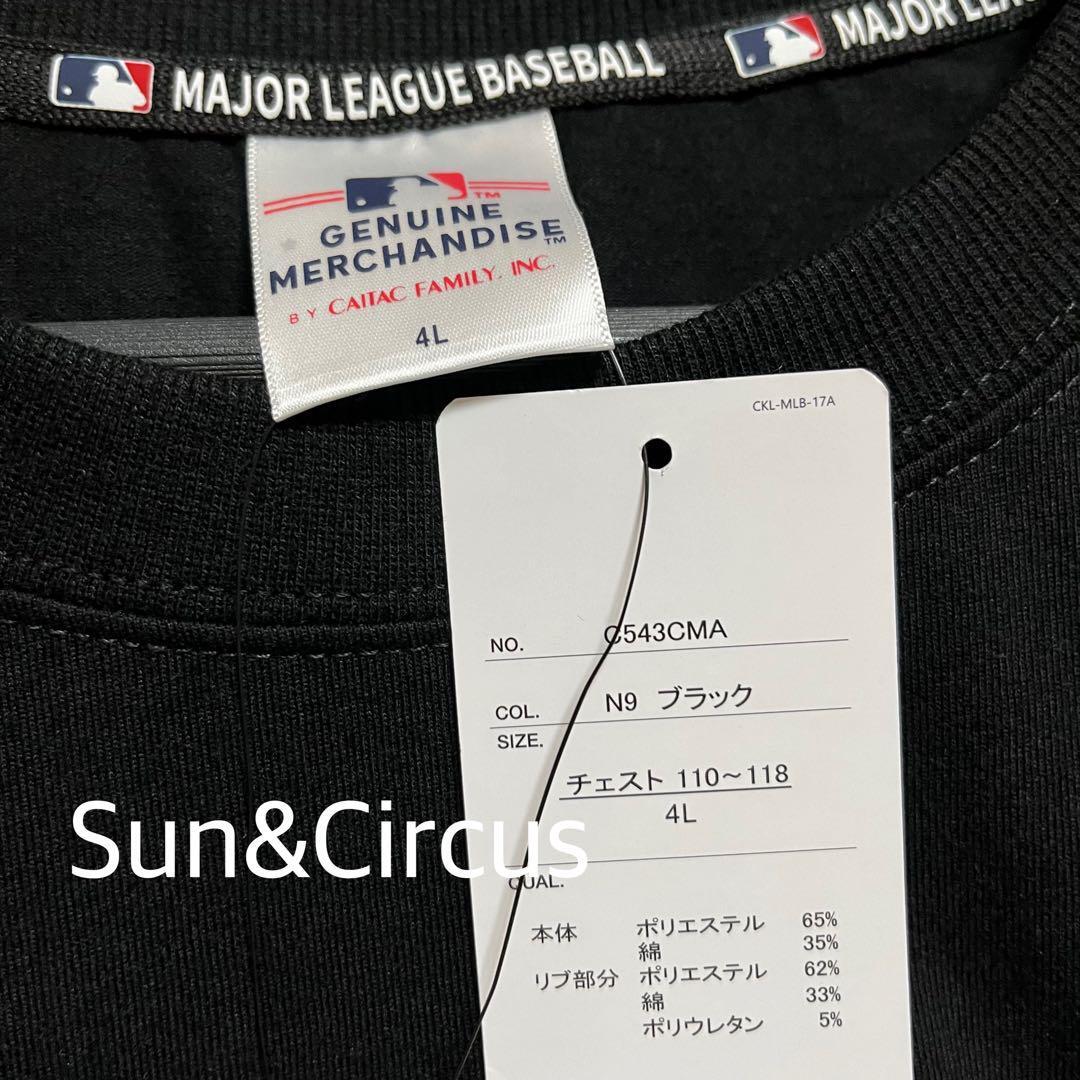 MAJOR LEAGUE BASEBALL
MAJOR
GENUINE
MERCHANDISE™
BY CAITAC FAMILY, INC.
4L
CKL-MLB-17A
NO. C543CMA
COL. N9 ブラック
SIZE.
チェスト 110～118
4L
Sun&Circus
QUAL.
本体 ポリエステル 65%
綿 35%
リブ部分 ポリエステル 62%
綿 33%
ポリウレタン 5%